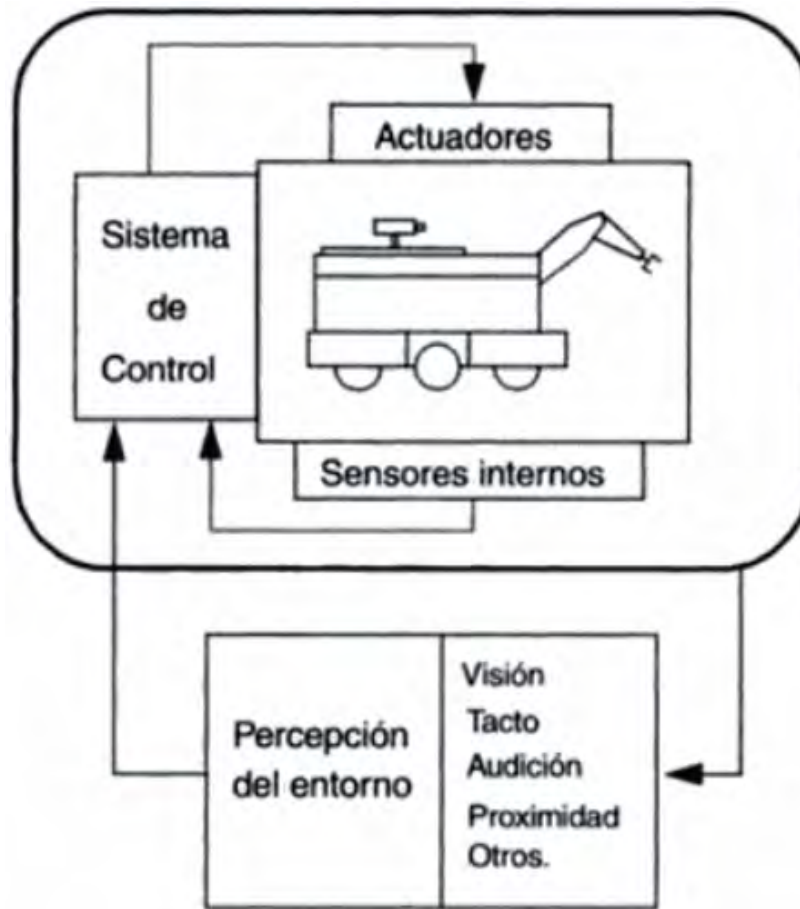 Actuadores
Sistema
de
Control
Sensores internos
Percepción
del entorno
Visión
Tacto
Audición
Proximidad
Otros.